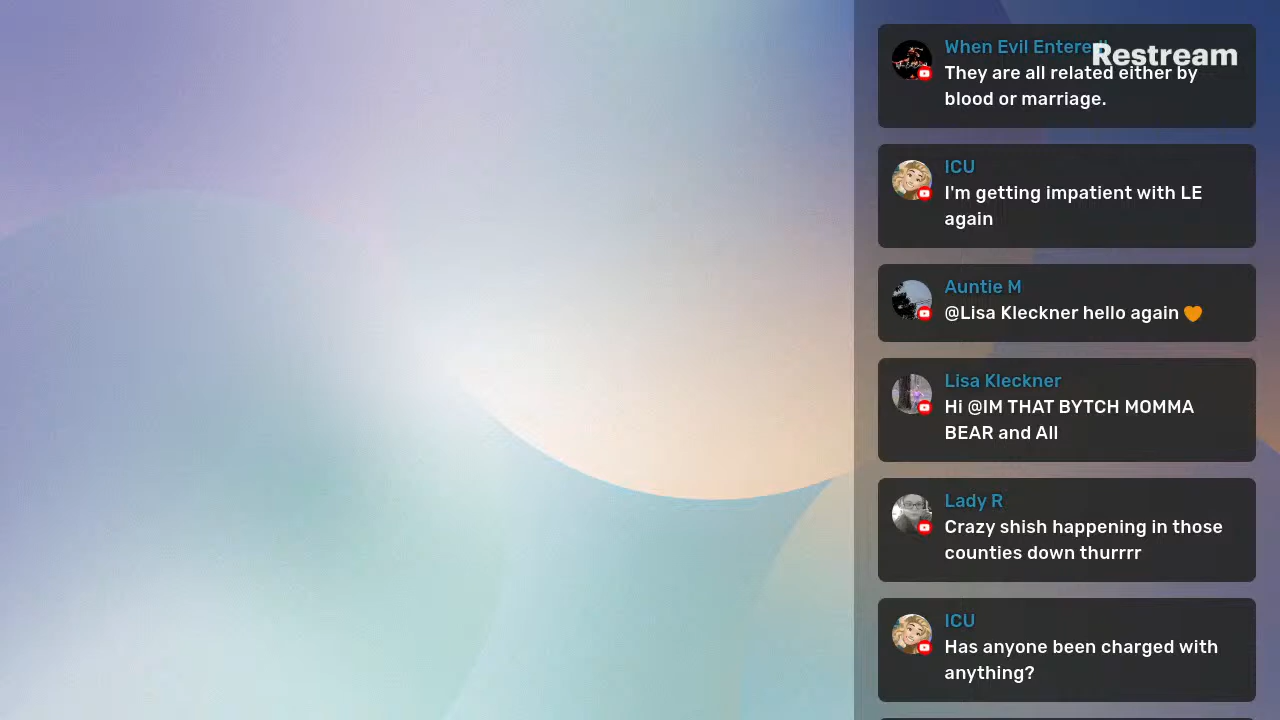 When Evil Entered!
Restream
They are all related either by
blood or marriage.
ICU
I'm getting impatient with LE
again
Auntie M
@Lisa Kleckner hello again 🧡
Lisa Kleckner
Hi @IM THAT BYTCH MOMMA
BEAR and All
Lady R
Crazy shish happening in those
counties down thurrrr
ICU
Has anyone been charged with
anything?